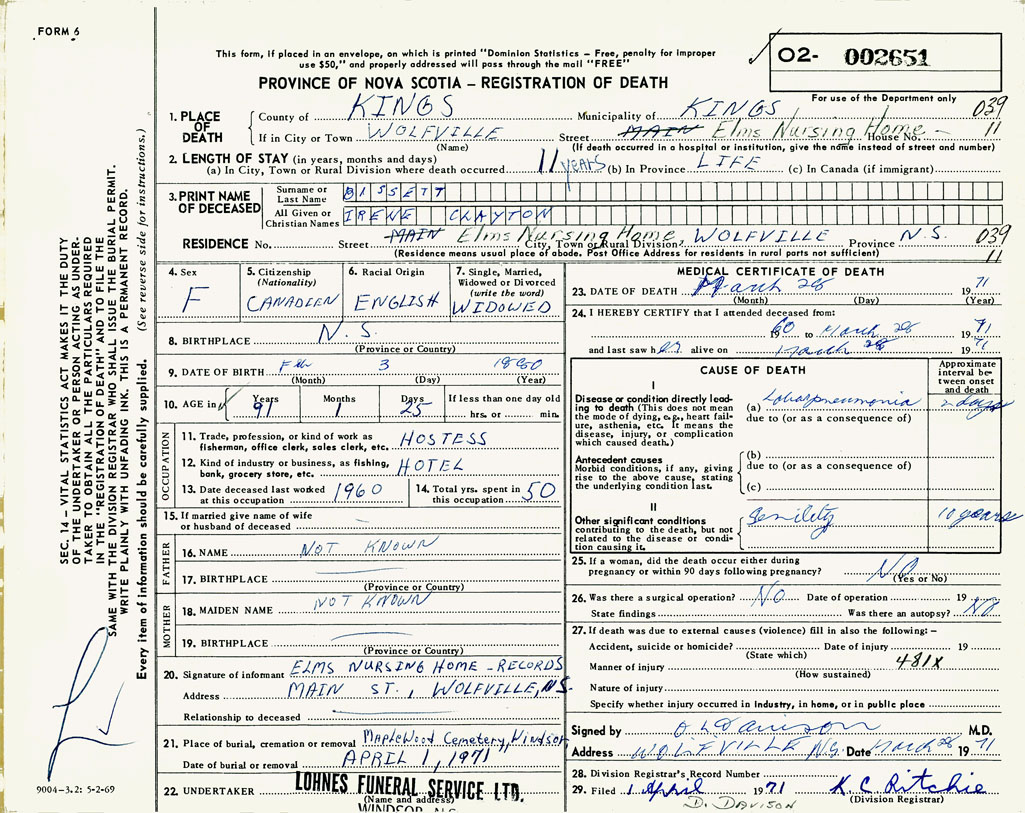 FORM 6
This form, if placed in an envelope, on which is printed "Dominion Statistics – Free, penalty for improper
use $50," and properly addressed will pass through the mail "FREE"
O2- 002651
PROVINCE OF NOVA SCOTIA – REGISTRATION OF DEATH
For use of the Department only
1. PLACE OF DEATH
County of KINGS Municipality of KINGS 039
If in City or Town WOLFVILLE Street MAIN Elms Nursing Home House No. 11
(Name) (If death occurred in a hospital or institution, give the name instead of street and number)
2. LENGTH OF STAY (in years, months and days)
(a) In City, Town or Rural Division where death occurred 11 years (b) In Province LIFE (c) In Canada (if immigrant)
3. PRINT NAME OF DECEASED
Surname or Last Name BISSETT
All Given or Christian Names IRENE CLAYTON
RESIDENCE No. Street MAIN Elms Nursing Home City, Town or Rural Division? WOLFVILLE Province N.S. 039
(Residence means usual place of abode. Post Office Address for residents in rural parts not sufficient) 11
4. Sex F
5. Citizenship (Nationality) CANADIEN
6. Racial Origin ENGLISH
7. Single, Married, Widowed or Divorced (write the word) WIDOWED
8. BIRTHPLACE N.S.
(Province or Country)
9. DATE OF BIRTH Feb 3 1880
(Month) (Day) (Year)
10. AGE in Years 91 Months 1 Days 25 If less than one day old hrs. or min.
OCCUPATION
11. Trade, profession, or kind of work as fisherman, office clerk, sales clerk, etc. HOSTESS
12. Kind of industry or business, as fishing, bank, grocery store, etc. HOTEL
13. Date deceased last worked at this occupation 1960
14. Total yrs. spent in this occupation 50
15. If married give name of wife or husband of deceased
FATHER
16. NAME NOT KNOWN
17. BIRTHPLACE
(Province or Country)
MOTHER
18. MAIDEN NAME NOT KNOWN
19. BIRTHPLACE
(Province or Country)
20. Signature of informant ELMS NURSING HOME - RECORDS
Address MAIN ST., WOLFVILLE, NS.
Relationship to deceased
21. Place of burial, cremation or removal MapleWood Cemetery, Windsor
Date of burial or removal APRIL 1, 1971
22. UNDERTAKER LOHNES FUNERAL SERVICE LTD.
(Name and address)
WINDSOR, N.S.
MEDICAL CERTIFICATE OF DEATH
23. DATE OF DEATH March 28 1971
(Month) (Day) (Year)
24. I HEREBY CERTIFY that I attended deceased from:
1960 to March 28 1971
and last saw her alive on March 28 1971
CAUSE OF DEATH
Approximate interval between onset and death
I
Disease or condition directly leading to death (This does not mean the mode of dying, e.g., heart failure, asthenia, etc. It means the disease, injury, or complication which caused death.)
(a) Lobarpneumonia 2 days
due to (or as a consequence of)
Antecedent causes
Morbid conditions, if any, giving rise to the above cause, stating the underlying condition last.
(b)
due to (or as a consequence of)
(c)
II
Other significant conditions contributing to the death, but not related to the disease or condition causing it.
Senility 10 years
25. If a woman, did the death occur either during pregnancy or within 90 days following pregnancy? NO
(Yes or No)
26. Was there a surgical operation? NO Date of operation 19
State findings Was there an autopsy? NO
27. If death was due to external causes (violence) fill in also the following: –
Accident, suicide or homicide? Date of injury 19
(State which)
Manner of injury 481x
(How sustained)
Nature of injury
Specify whether injury occurred in industry, in home, or in public place
Signed by D L Davison M.D.
Address WOLFVILLE N.S. Date March 28 1971
28. Division Registrar's Record Number
29. Filed 1 April 1971 K. C. Ritchie
D. DAVISON (Division Registrar)
SEC. 14 – VITAL STATISTICS ACT MAKES IT THE DUTY
OF THE UNDERTAKER OR PERSON ACTING AS UNDER-
TAKER TO OBTAIN ALL THE PARTICULARS REQUIRED
IN THE "REGISTRATION OF DEATH" AND TO FILE THE
SAME WITH THE DIVISION REGISTRAR WHO SHALL ISSUE THE BURIAL PERMIT.
WRITE PLAINLY WITH UNFADING INK. THIS IS A PERMANENT RECORD.
Every item of information should be carefully supplied. (See reverse side for instructions.)
9004-3.2: 5-2-69